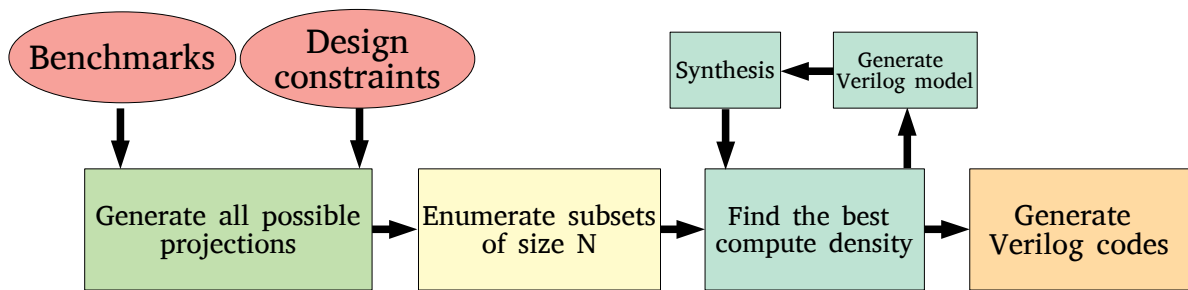 Benchmarks
Design
constraints
Synthesis
Generate
Verilog model
Generate all possible
projections
Enumerate subsets
of size N
Find the best
compute density
Generate
Verilog codes